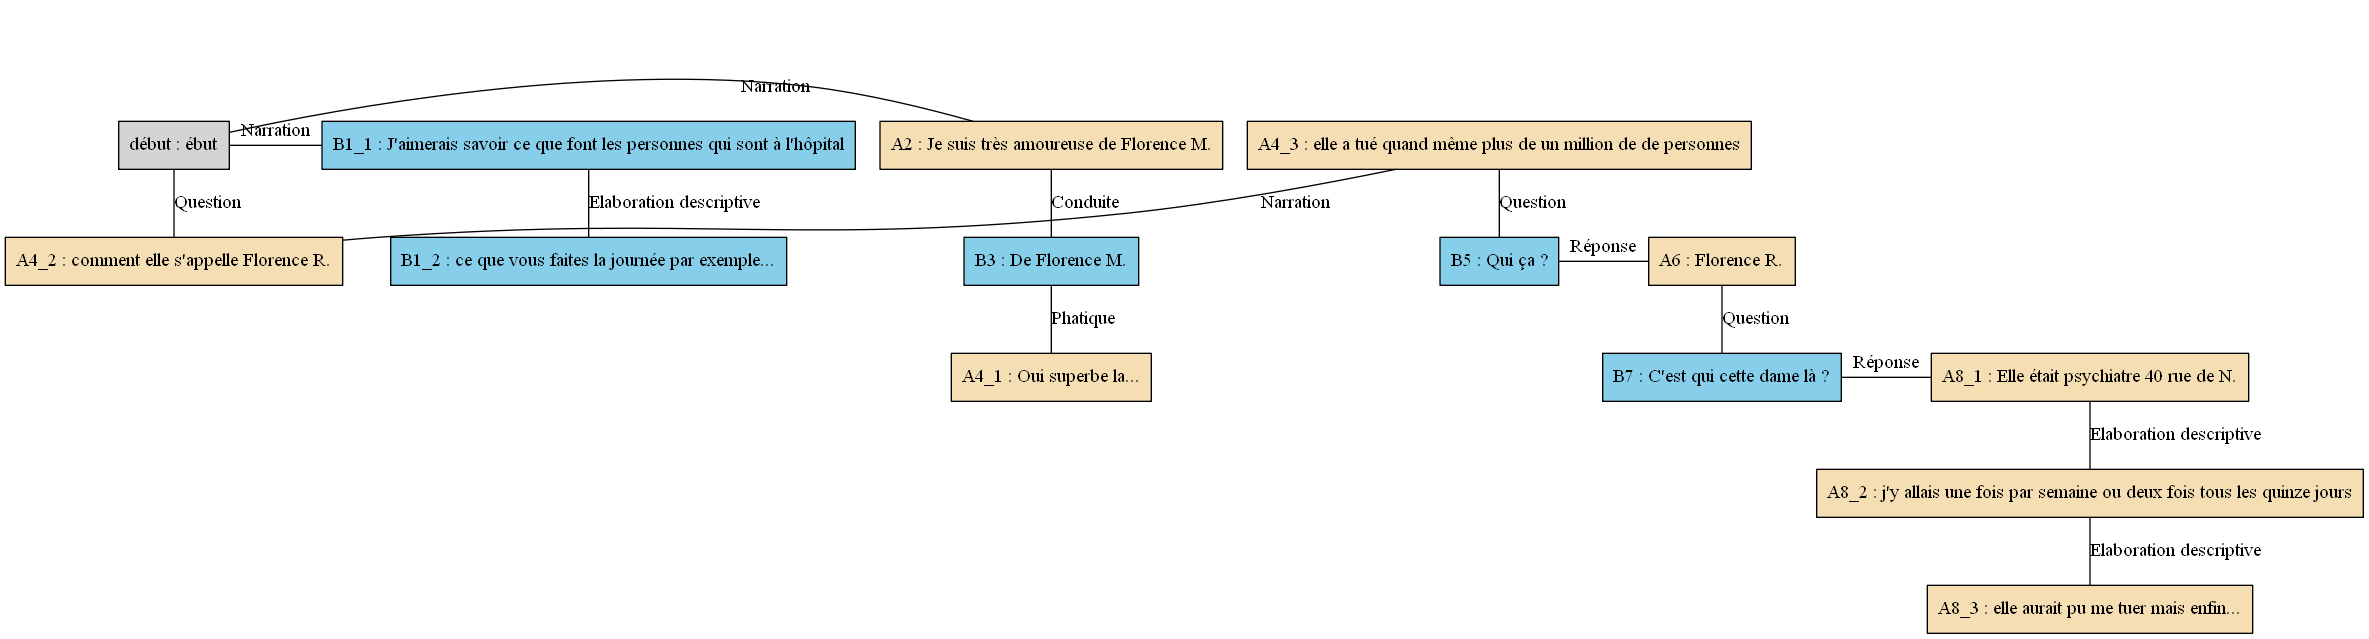 Narration
début : ébut
Narration
B1_1 : J'aimerais savoir ce que font les personnes qui sont à l'hôpital
A2 : Je suis très amoureuse de Florence M.
A4_3 : elle a tué quand même plus de un million de de personnes
Question
Elaboration descriptive
Conduite
Narration
Question
A4_2 : comment elle s'appelle Florence R.
B1_2 : ce que vous faites la journée par exemple...
B3 : De Florence M.
B5 : Qui ça ?
Réponse
A6 : Florence R.
Phatique
Question
A4_1 : Oui superbe la...
B7 : C'est qui cette dame là ?
Réponse
A8_1 : Elle était psychiatre 40 rue de N.
Elaboration descriptive
A8_2 : j'y allais une fois par semaine ou deux fois tous les quinze jours
Elaboration descriptive
A8_3 : elle aurait pu me tuer mais enfin...